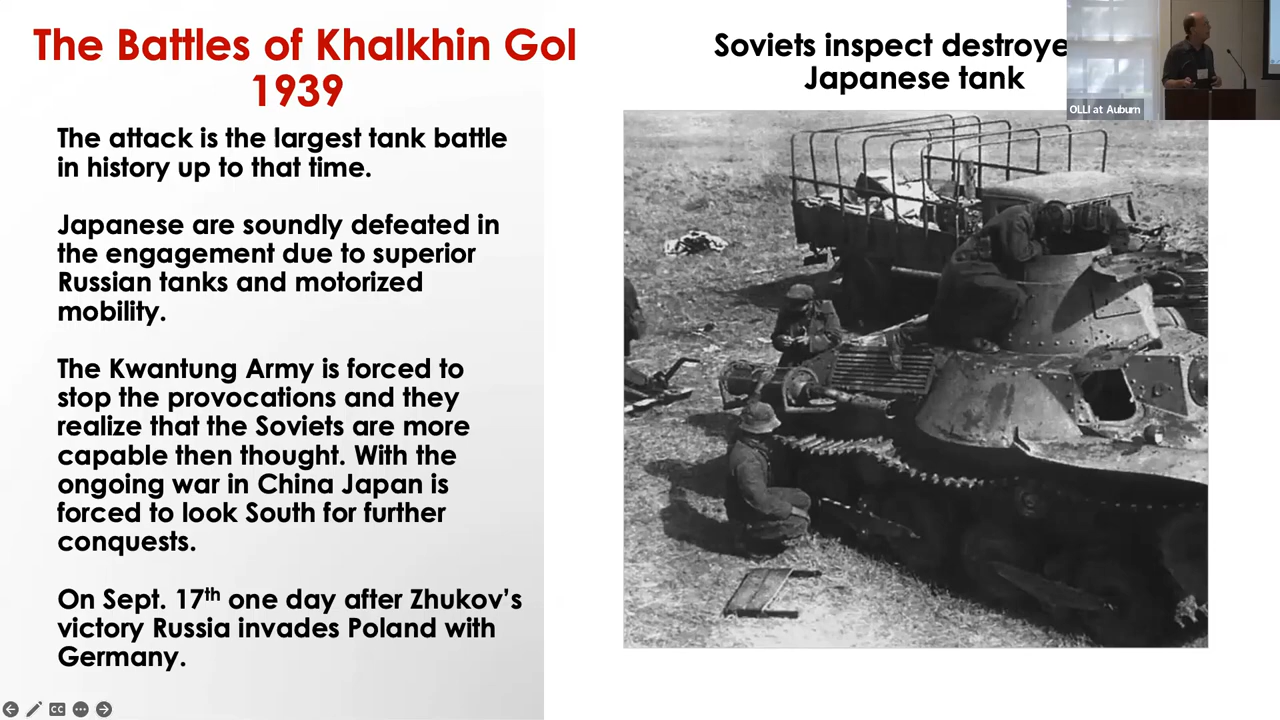 The Battles of Khalkhin Gol
1939
The attack is the largest tank battle
in history up to that time.
Japanese are soundly defeated in
the engagement due to superior
Russian tanks and motorized
mobility.
The Kwantung Army is forced to
stop the provocations and they
realize that the Soviets are more
capable then thought. With the
ongoing war in China Japan is
forced to look South for further
conquests.
On Sept. 17th one day after Zhukov's
victory Russia invades Poland with
Germany.
Soviets inspect destroye
Japanese tank
OLLI at Auburn
CC